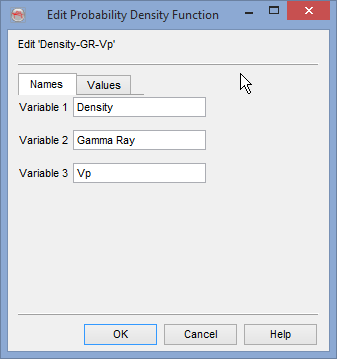 Edit Probability Density Function
Edit 'Density-GR-Vp'
Names Values
Variable 1 Density
Variable 2 Gamma Ray
Variable 3 Vp
OK Cancel Help